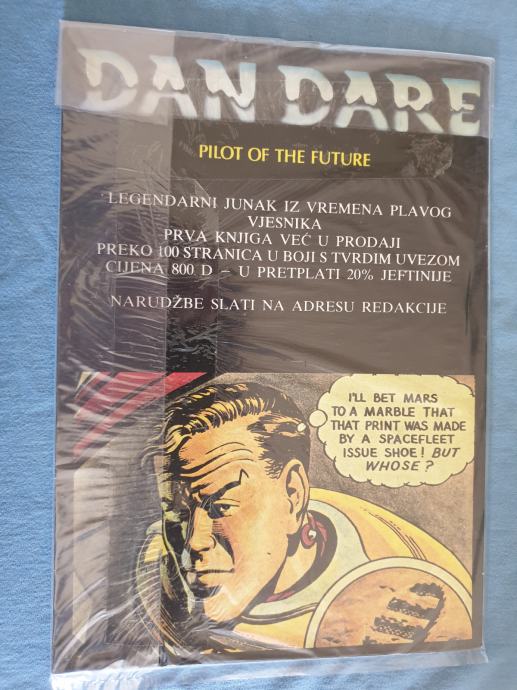 DAN DARE
PILOT OF THE FUTURE
LEGENDARNI JUNAK IZ VREMENA PLAVOG
VJESNIKA
PRVA KNJIGA VEĆ U PRODAJI
PREKO 100 STRANICA U BOJI S TVRDIM UVEZOM
CIJENA 800 D – U PRETPLATI 20% JEFTINIJE
NARUDŽBE SLATI NA ADRESU REDAKCIJE
I'LL BET MARS
TO A MARBLE THAT
THAT PRINT WAS MADE
BY A SPACEFLEET
ISSUE SHOE! BUT
WHOSE?